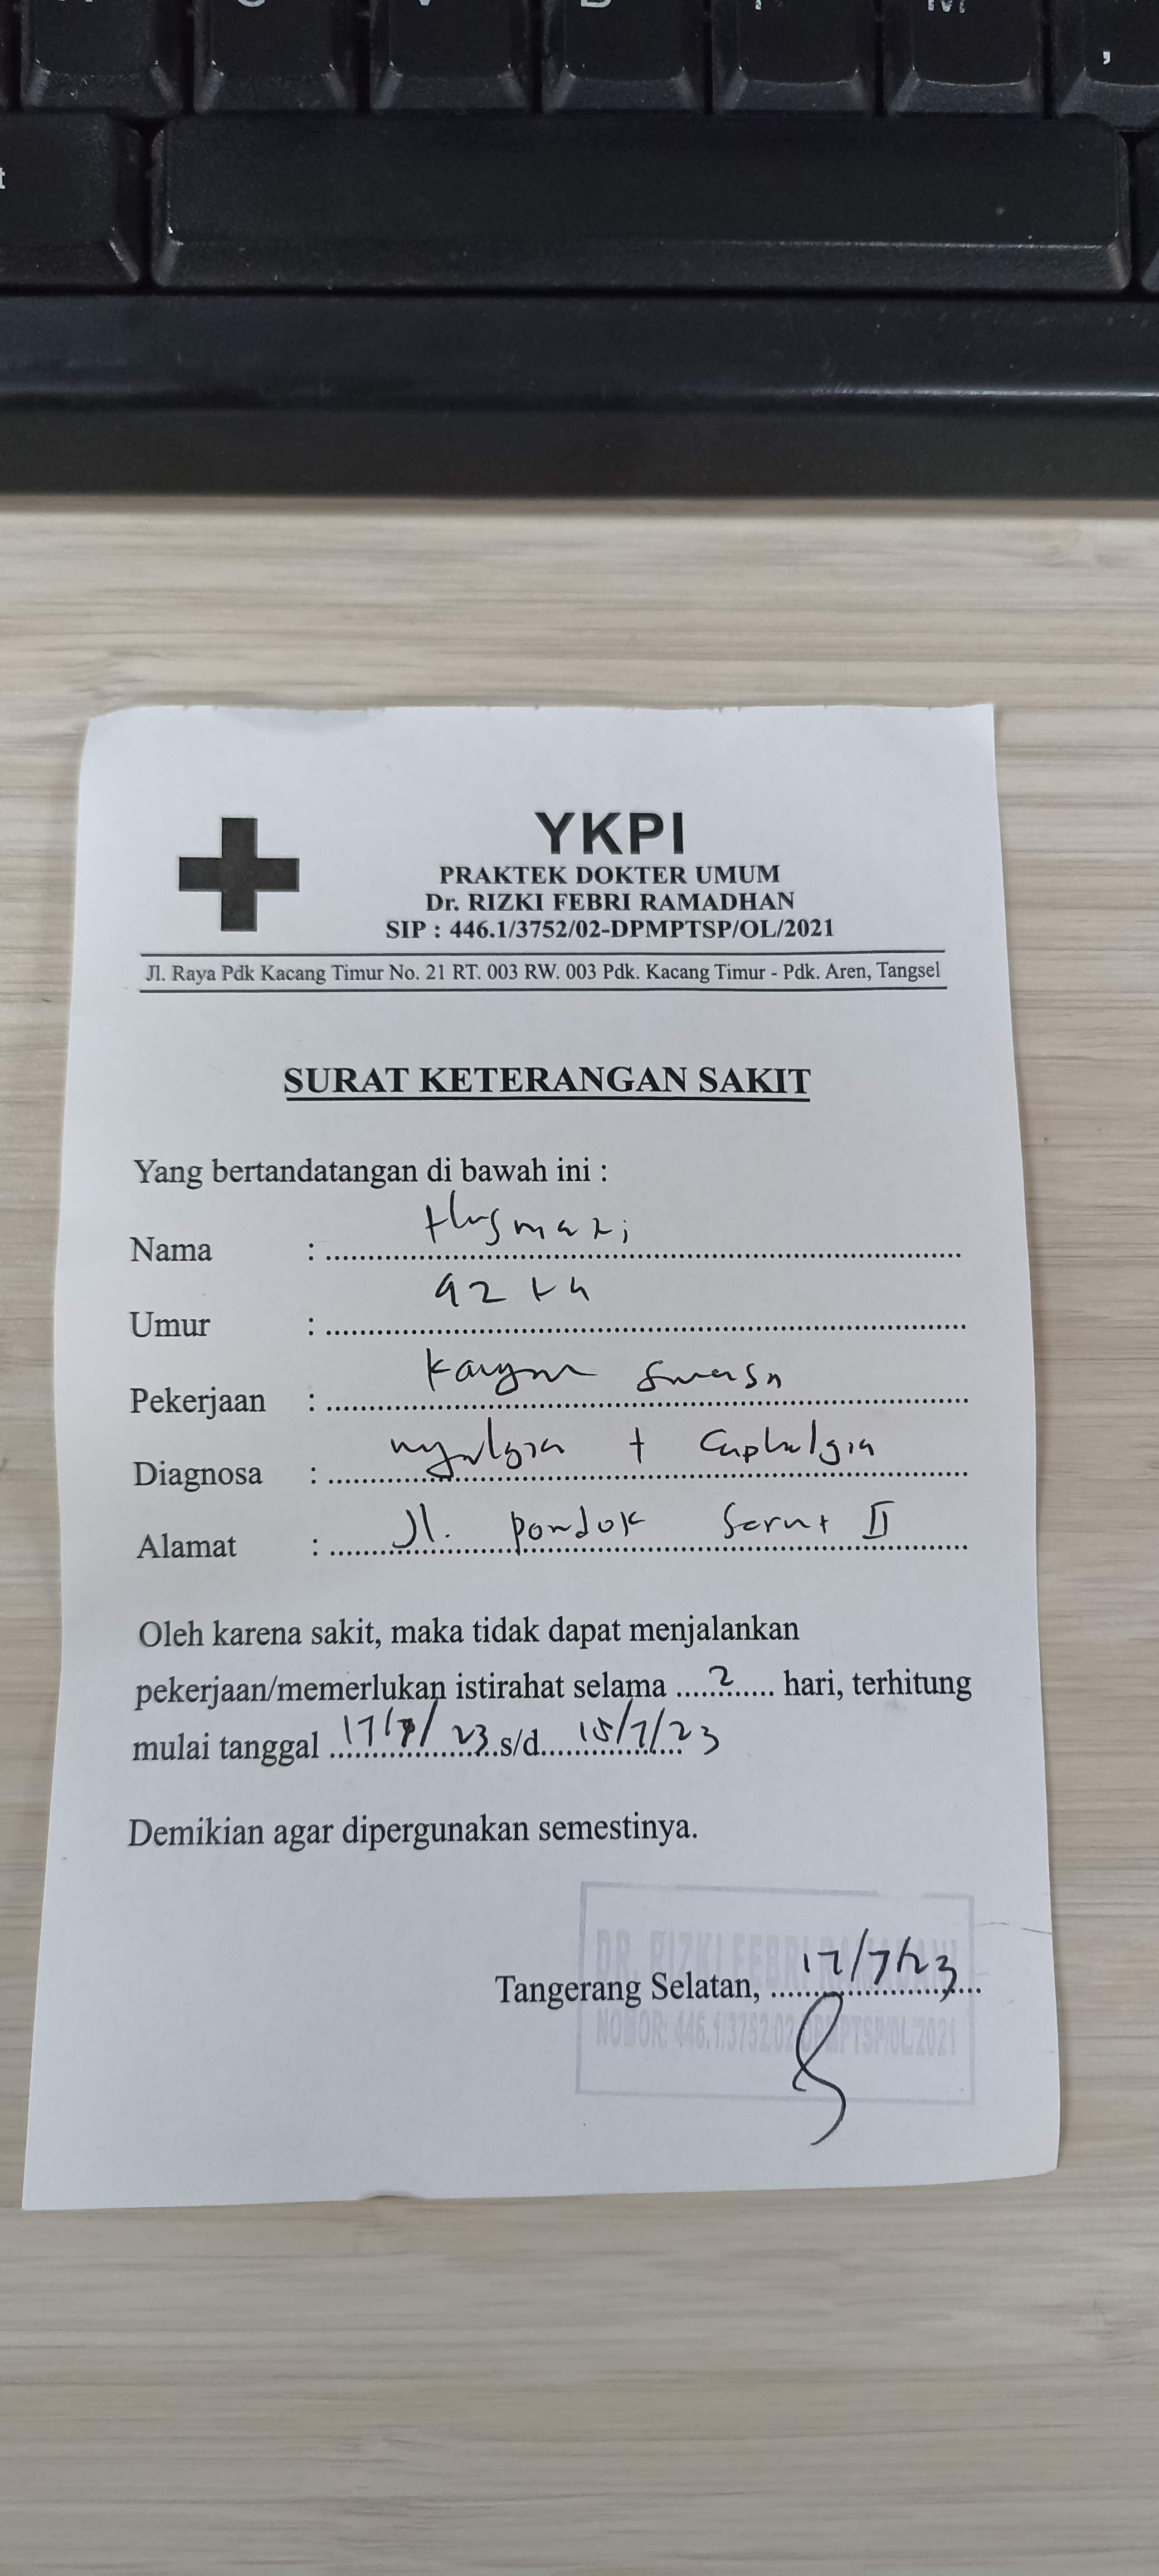 YKPI
PRAKTEK DOKTER UMUM
Dr. RIZKI FEBRI RAMADHAN
SIP : 446.1/3752/02-DPMPTSP/OL/2021
Jl. Raya Pdk Kacang Timur No. 21 RT. 003 RW. 003 Pdk. Kacang Timur - Pdk. Aren, Tangsel
SURAT KETERANGAN SAKIT
Yang bertandatangan di bawah ini :
Nama :
Umur : 42 th
Pekerjaan :
Diagnosa : myalgia + Cephalgia
Alamat : Jl. Pondok Serut II
Oleh karena sakit, maka tidak dapat menjalankan
pekerjaan/memerlukan istirahat selama 2 hari, terhitung
mulai tanggal 17/7/23 s/d 18/7/23
Demikian agar dipergunakan semestinya.
Tangerang Selatan, 17/7/23
DR. RIZKI FEBRI RAMADHAN
NOMOR: 446.1/3752/02-DPMPTSP/OL/2021